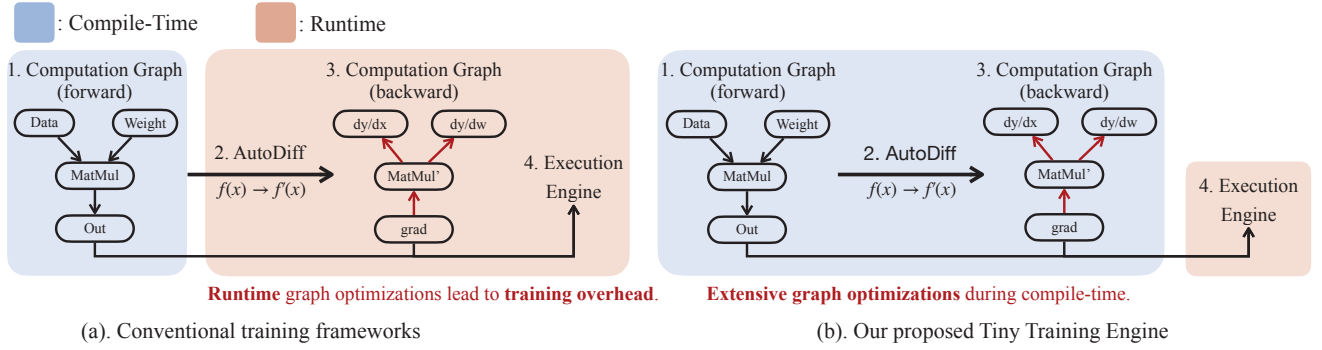 : Compile-Time
: Runtime
1. Computation Graph
(forward)
Data
Weight
MatMul
Out
2. AutoDiff
f(x) → f'(x)
3. Computation Graph
(backward)
dy/dx
dy/dw
MatMul'
grad
4. Execution
Engine
Runtime graph optimizations lead to training overhead.
(a). Conventional training frameworks
1. Computation Graph
(forward)
Data
Weight
MatMul
Out
2. AutoDiff
f(x) → f'(x)
3. Computation Graph
(backward)
dy/dx
dy/dw
MatMul'
grad
4. Execution
Engine
Extensive graph optimizations during compile-time.
(b). Our proposed Tiny Training Engine